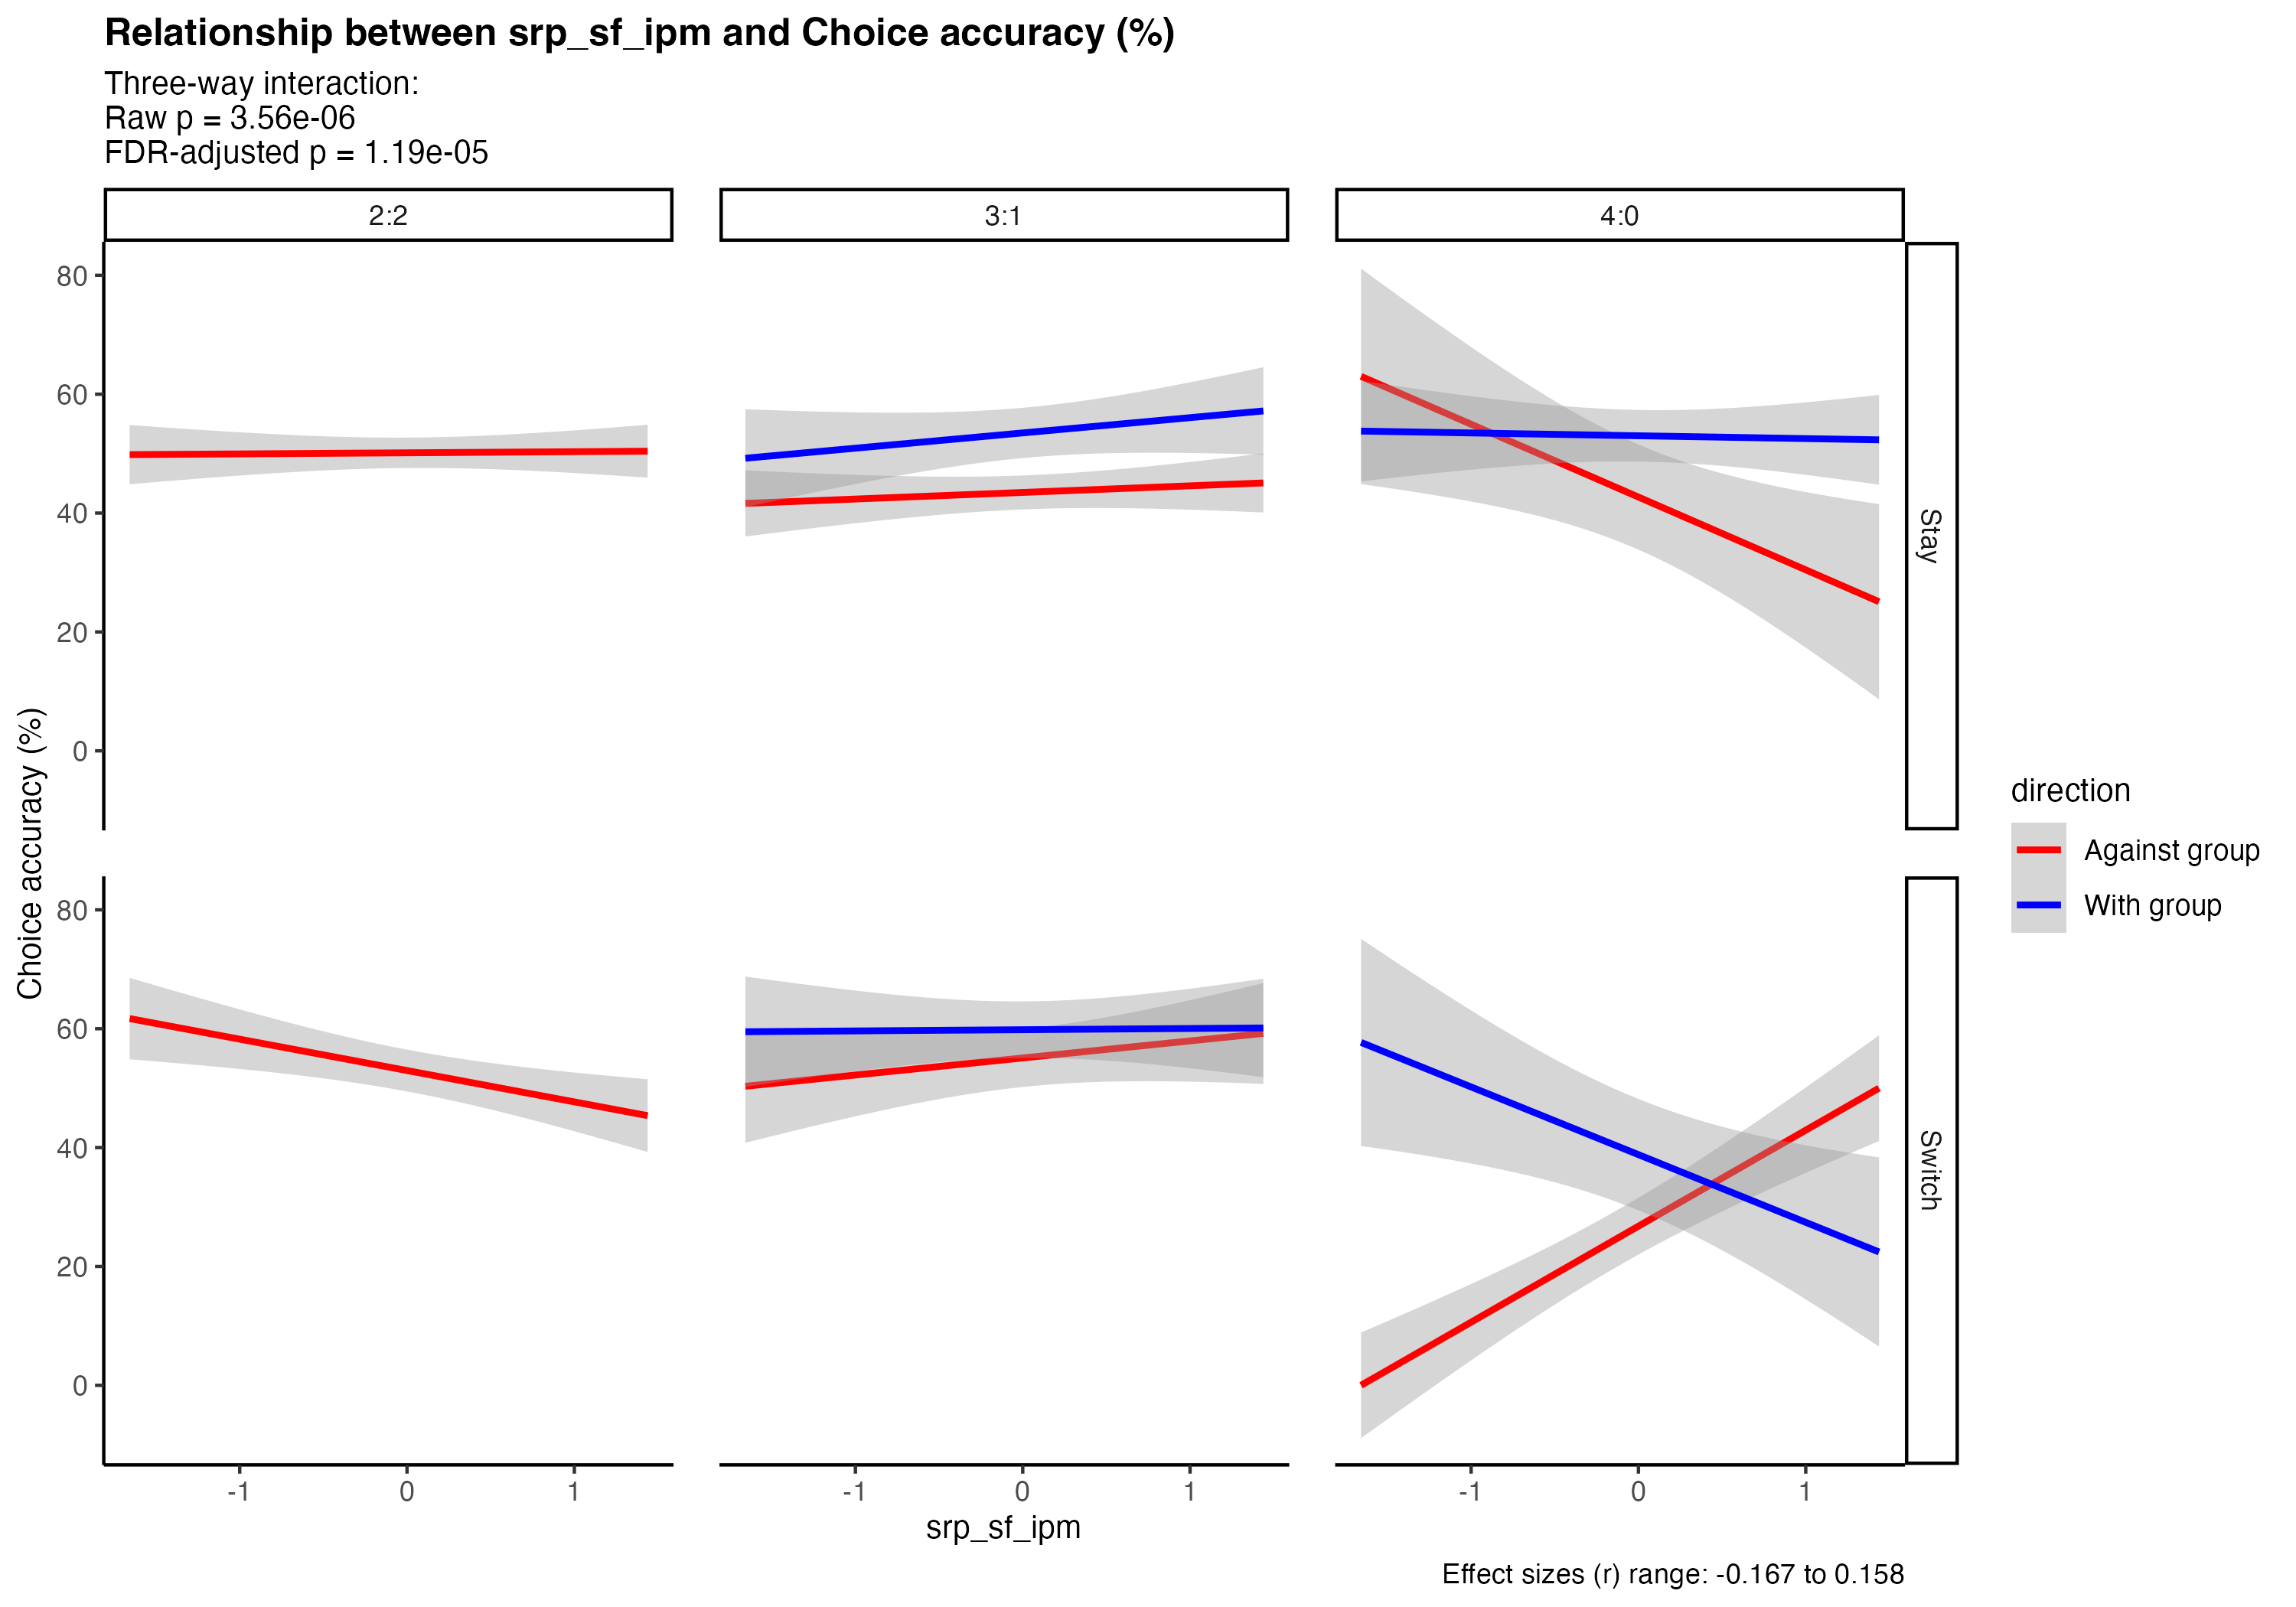 Relationship between srp_sf_ipm and Choice accuracy (%)
Three-way interaction:
Raw p = 3.56e-06
FDR-adjusted p = 1.19e-05
2:2
3:1
4:0
80
60
40
20
0
Stay
Choice accuracy (%)
80
60
40
20
0
Switch
direction
Against group
With group
-1
0
1
-1
0
1
-1
0
1
srp_sf_ipm
Effect sizes (r) range: -0.167 to 0.158